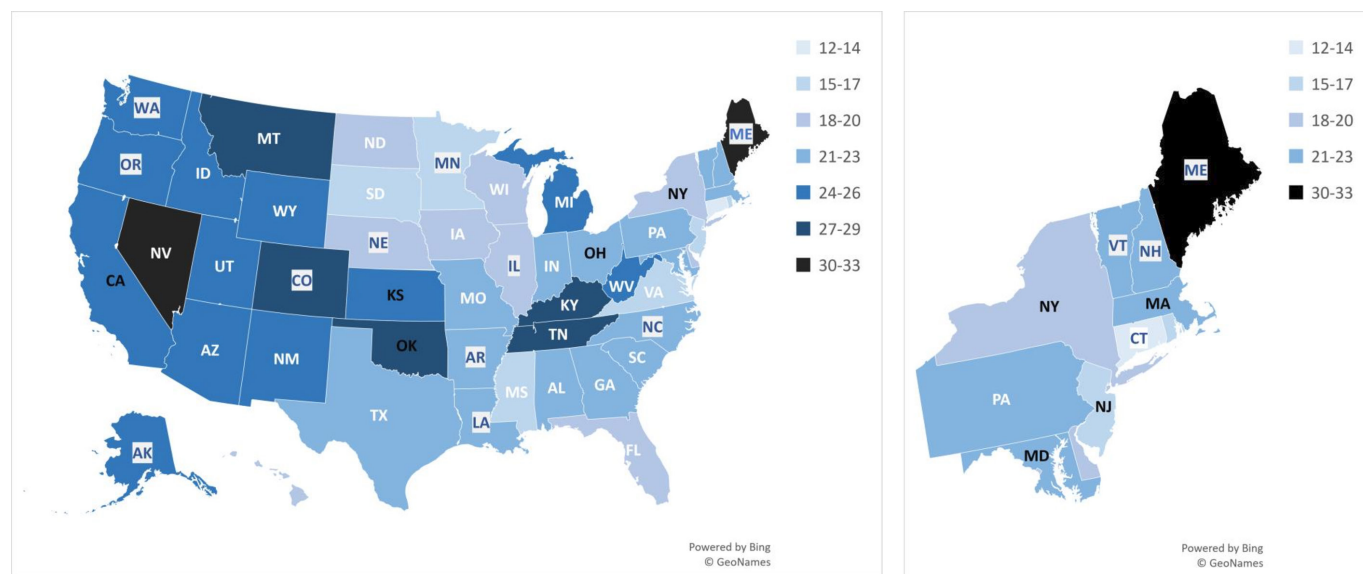 12-14
15-17
18-20
21-23
24-26
27-29
30-33
WA
MT
ND
MN
ME
OR
ID
WI
SD
NY
WY
MI
IA
PA
NE
NV
OH
IL
IN
UT
CO
CA
WV
KS
VA
MO
KY
NC
TN
OK
AZ
NM
AR
SC
MS
AL
GA
TX
LA
FL
AK
Powered by Bing
© GeoNames
12-14
15-17
18-20
21-23
30-33
ME
VT
NH
NY
MA
CT
PA
NJ
MD
Powered by Bing
© GeoNames